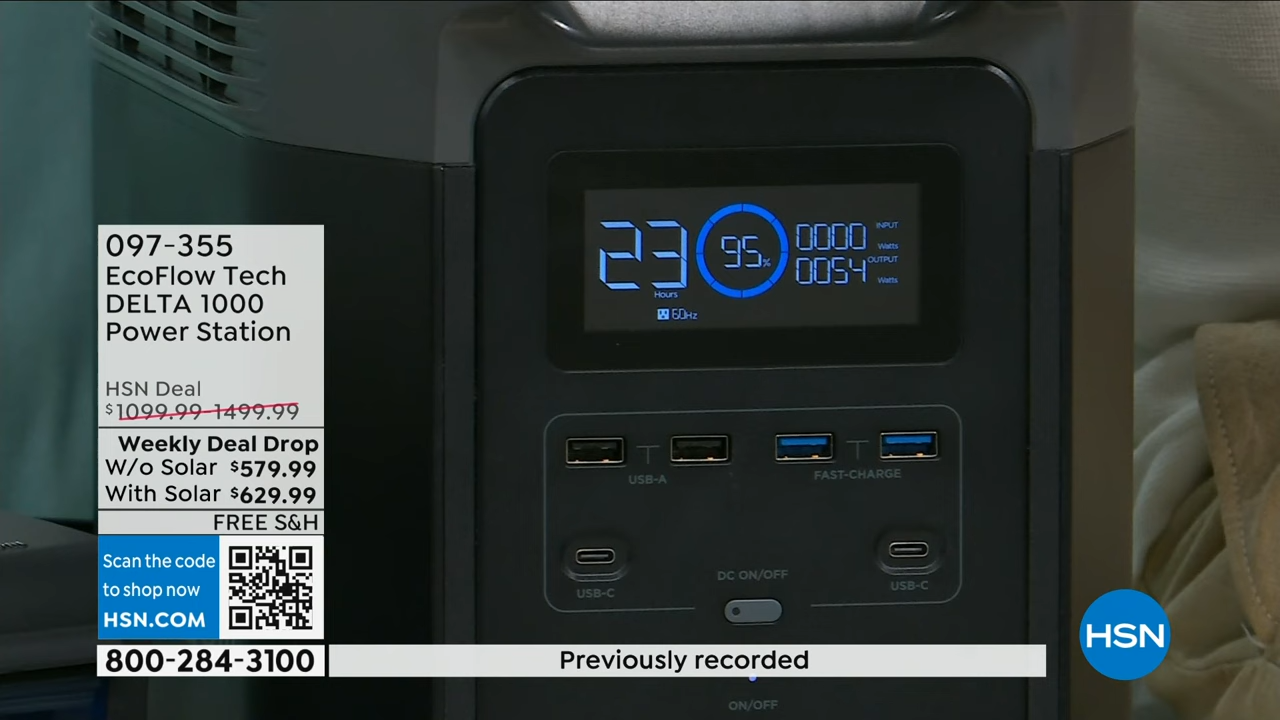 23
Hours
95%
0000
INPUT
Watts
0054
OUTPUT
Watts
60Hz
USB-A
FAST-CHARGE
USB-C
DC ON/OFF
USB-C
ON/OFF
097-355
EcoFlow Tech
DELTA 1000
Power Station
HSN Deal
$1099.99-1499.99
Weekly Deal Drop
W/o Solar $579.99
With Solar $629.99
FREE S&H
Scan the code
to shop now
HSN.COM
800-284-3100
Previously recorded
HSN